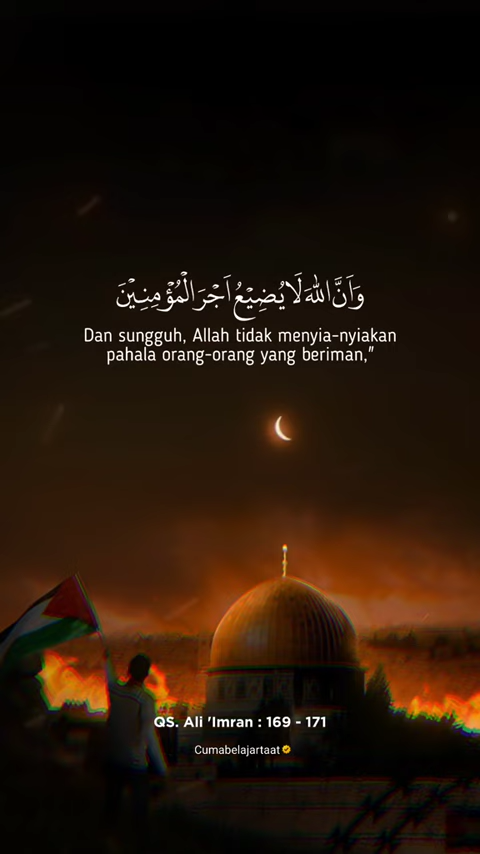 وَاَنَّ اللّٰهَ لَا يُضِيْعُ اَجْرَ الْمُؤْمِنِيْنَ
Dan sungguh, Allah tidak menyia-nyiakan
pahala orang-orang yang beriman,"
QS. Ali 'Imran : 169 - 171
Cumabelajartaat